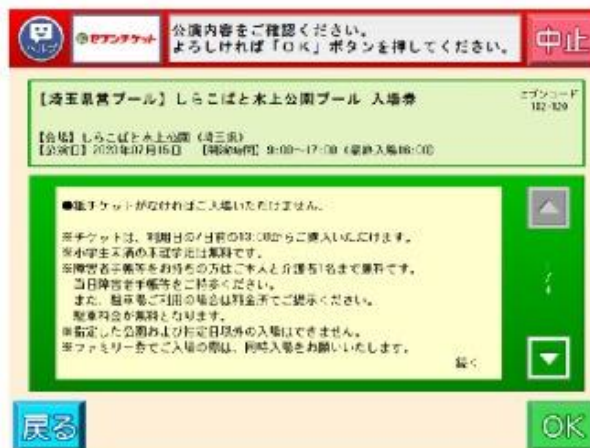 ヘルプ
セブンチケット
公演内容をご確認ください。
よろしければ「OK」ボタンを押してください。
中止
【埼玉県営プール】しらこばと水上公園プール 入場券
セブンコード
102-020
【会場】しらこばと水上公園（埼玉県）
【公演日】2023年07月15日 【開演時間】9:00～17:00（最終入場16:00）
●紙チケットがなければご入場いただけません。
※チケットは、利用日の7日前の13:00からご購入いただけます。
※小学生未満の未就学児は無料です。
※障害者手帳等をお持ちの方はご本人と介護者1名まで無料です。
当日障害者手帳等をご持参ください。
また、駐車場ご利用の場合は料金所でご提示ください。
駐車料金が無料となります。
※指定した公園および指定日以外の入場はできません。
※ファミリー券でご入場の際は、同時入場をお願いいたします。
続く
戻る
OK